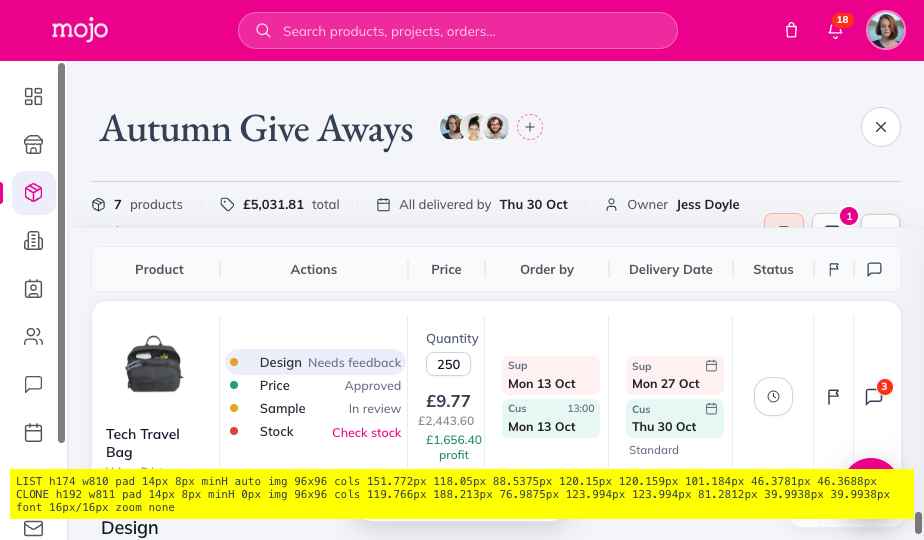 mojo
Search products, projects, orders...
18
Autumn Give Aways
7 products
£5,031.81 total
All delivered by Thu 30 Oct
Owner Jess Doyle
1
Product Actions Price Order by Delivery Date Status
Design Needs feedback
Price Approved
Sample In review
Stock Check stock
Quantity
250
£9.77
£2,443.60
£1,656.40
profit
Sup
Mon 13 Oct
Cus 13:00
Mon 13 Oct
Sup
Mon 27 Oct
Cus
Thu 30 Oct
Standard
3
Tech Travel
Bag
LIST h174 w810 pad 14px 8px minH auto img 96x96 cols 151.772px 118.05px 88.5375px 120.15px 120.159px 101.184px 46.3781px 46.3688px
CLONE h192 w811 pad 14px 8px minH 0px img 96x96 cols 119.766px 188.213px 76.9875px 123.994px 123.994px 81.2812px 39.9938px 39.9938px
font 16px/16px zoom none
Design